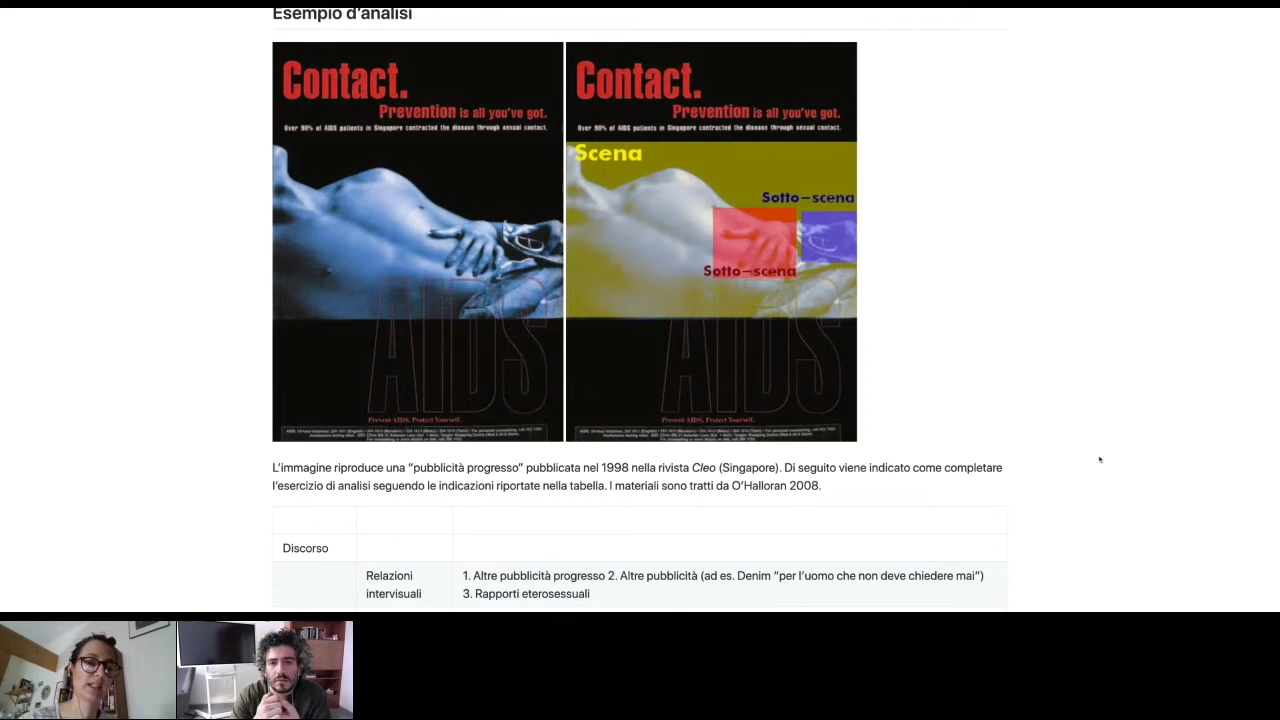 Esempio d'analisi
Contact.
Prevention is all you've got.
Over 90% of AIDS patients in Singapore contracted the disease through sexual contact.
AIDS
Prevent AIDS. Protect Yourself.
Contact.
Prevention is all you've got.
Over 90% of AIDS patients in Singapore contracted the disease through sexual contact.
Scena
Sotto-scena
Sotto-scena
AIDS
Prevent AIDS. Protect Yourself.
L'immagine riproduce una “pubblicità progresso” pubblicata nel 1998 nella rivista Cleo (Singapore). Di seguito viene indicato come completare
l'esercizio di analisi seguendo le indicazioni riportate nella tabella. I materiali sono tratti da O'Halloran 2008.
Discorso
Relazioni
intervisuali
1. Altre pubblicità progresso 2. Altre pubblicità (ad es. Denim “per l'uomo che non deve chiedere mai”)
3. Rapporti eterosessuali